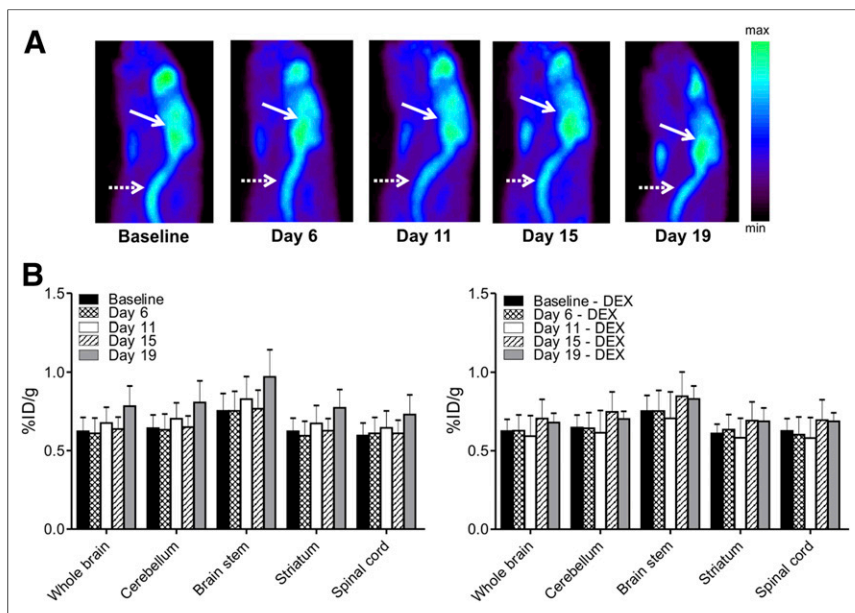 A
max
min
Baseline
Day 6
Day 11
Day 15
Day 19
B
1.5
1.0
0.5
0.0
%ID/g
Baseline
Day 6
Day 11
Day 15
Day 19
Whole brain
Cerebellum
Brain stem
Striatum
Spinal cord
1.5
1.0
0.5
0.0
%ID/g
Baseline - DEX
Day 6 - DEX
Day 11 - DEX
Day 15 - DEX
Day 19 - DEX
Whole brain
Cerebellum
Brain stem
Striatum
Spinal cord